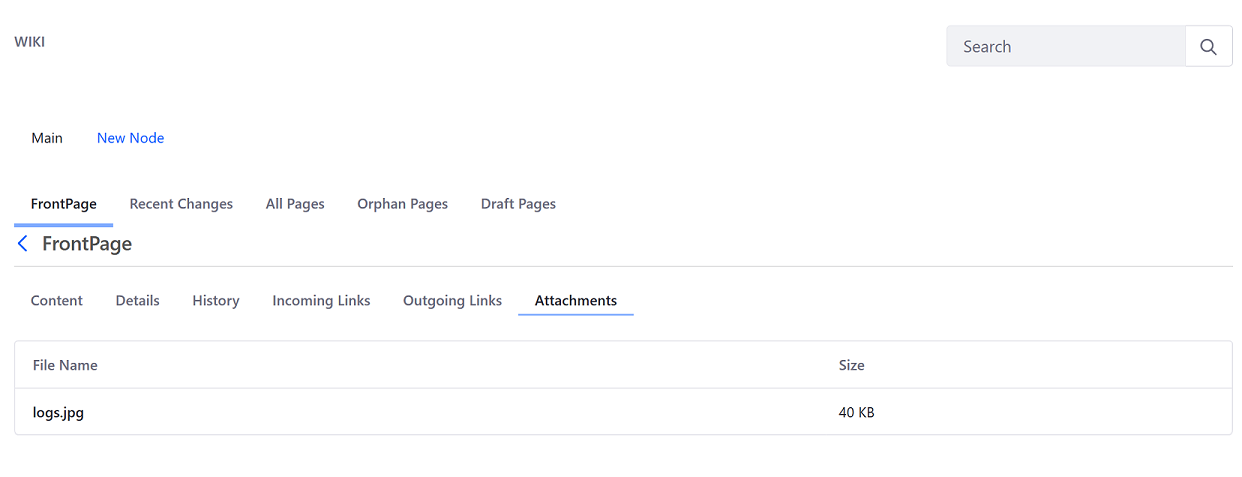 WIKI
Search
Main New Node
FrontPage Recent Changes All Pages Orphan Pages Draft Pages
FrontPage
Content Details History Incoming Links Outgoing Links Attachments
File Name Size
logs.jpg 40 KB